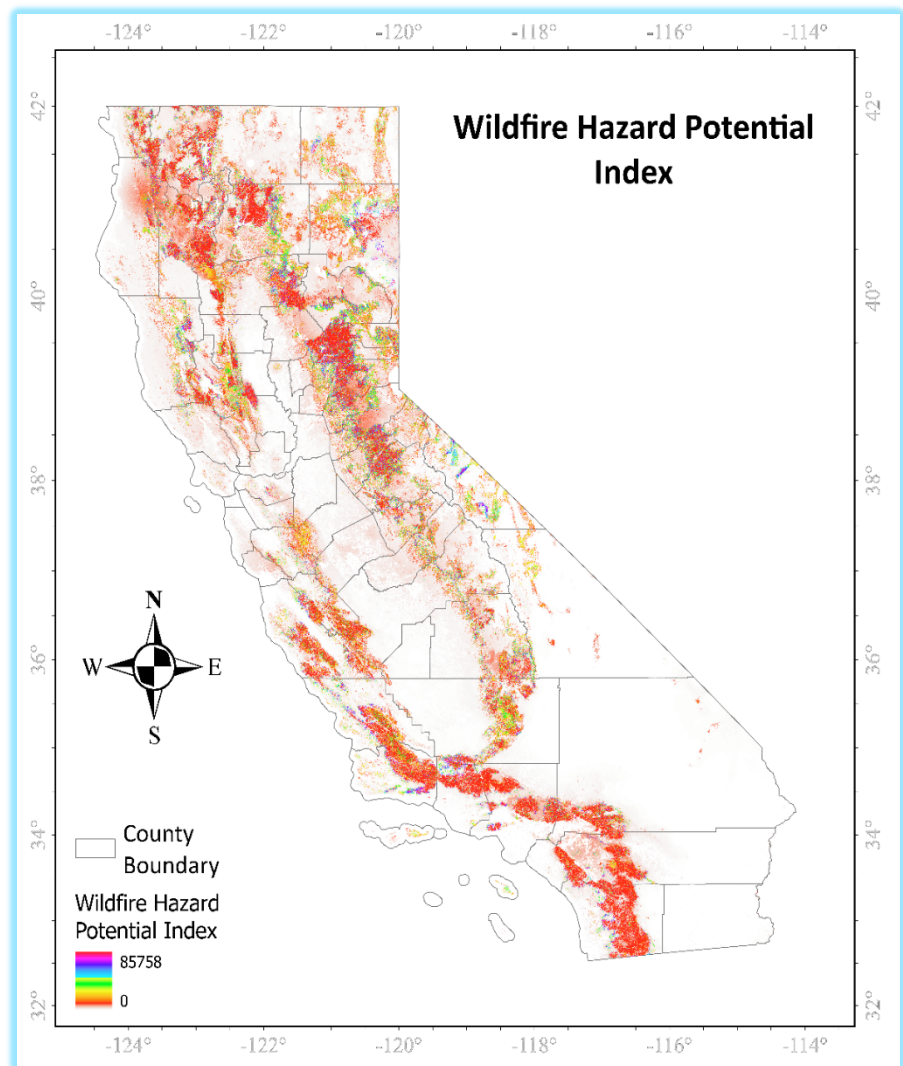 -124° -122° -120° -118° -116° -114°
42° 42°
Wildfire Hazard Potential
Index
40° 40°
38° 38°
N
W E
S
36° 36°
34° 34°
County
Boundary
Wildfire Hazard
Potential Index
85758
0
32° 32°
-124° -122° -120° -118° -116° -114°